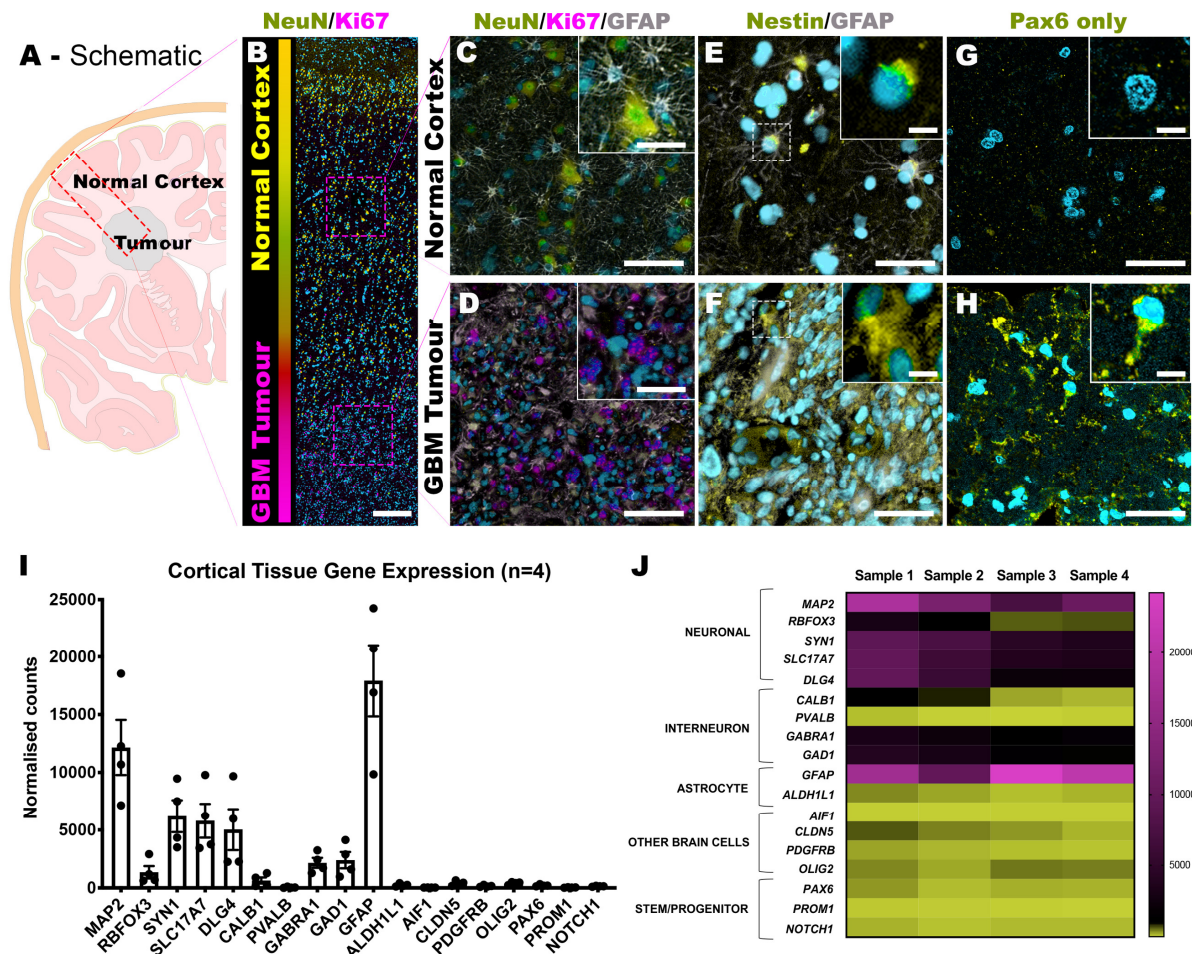 NeuN/Ki67
NeuN/Ki67/GFAP
Nestin/GFAP
Pax6 only
A - Schematic
B
C
E
G
Normal Cortex
Tumour
Normal Cortex
GBM Tumour
Normal Cortex
GBM Tumour
D
F
H
I
Cortical Tissue Gene Expression (n=4)
Normalised counts
25000
20000
15000
10000
5000
0
MAP2
RBFOX3
SYN1
SLC17A7
DLG4
CALB1
PVALB
GABRA1
GAD1
GFAP
ALDH1L1
AIF1
CLDN5
PDGFRB
OLIG2
PAX6
PROM1
NOTCH1
J
Sample 1 Sample 2 Sample 3 Sample 4
NEURONAL
MAP2
RBFOX3
SYN1
SLC17A7
DLG4
INTERNEURON
CALB1
PVALB
GABRA1
GAD1
ASTROCYTE
GFAP
ALDH1L1
OTHER BRAIN CELLS
AIF1
CLDN5
PDGFRB
OLIG2
STEM/PROGENITOR
PAX6
PROM1
NOTCH1
20000
15000
10000
5000